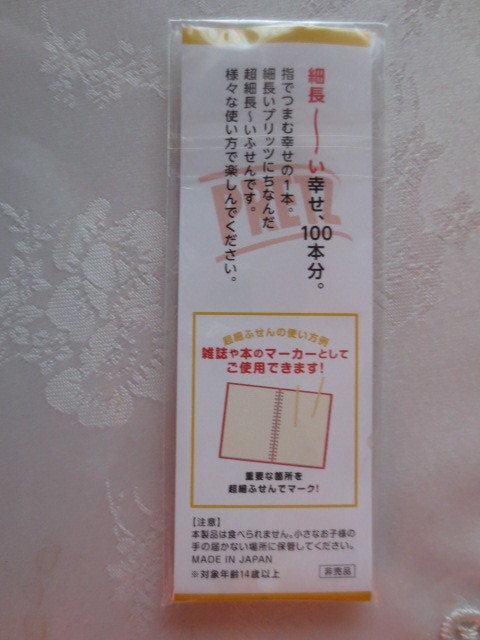 細長〜い幸せ、100本分。
指でつまむ幸せの1本。
細長いプリッツにちなんだ
超細長〜いふせんです。
様々な使い方で楽しんでください。
PRETZ
超細ふせんの使い方例
雑誌や本のマーカーとして
ご使用できます!
重要な箇所を
超細ふせんでマーク!
【注意】
本製品は食べられません。小さなお子様の
手の届かない場所に保管してください。
MADE IN JAPAN
※対象年齢14歳以上
非売品